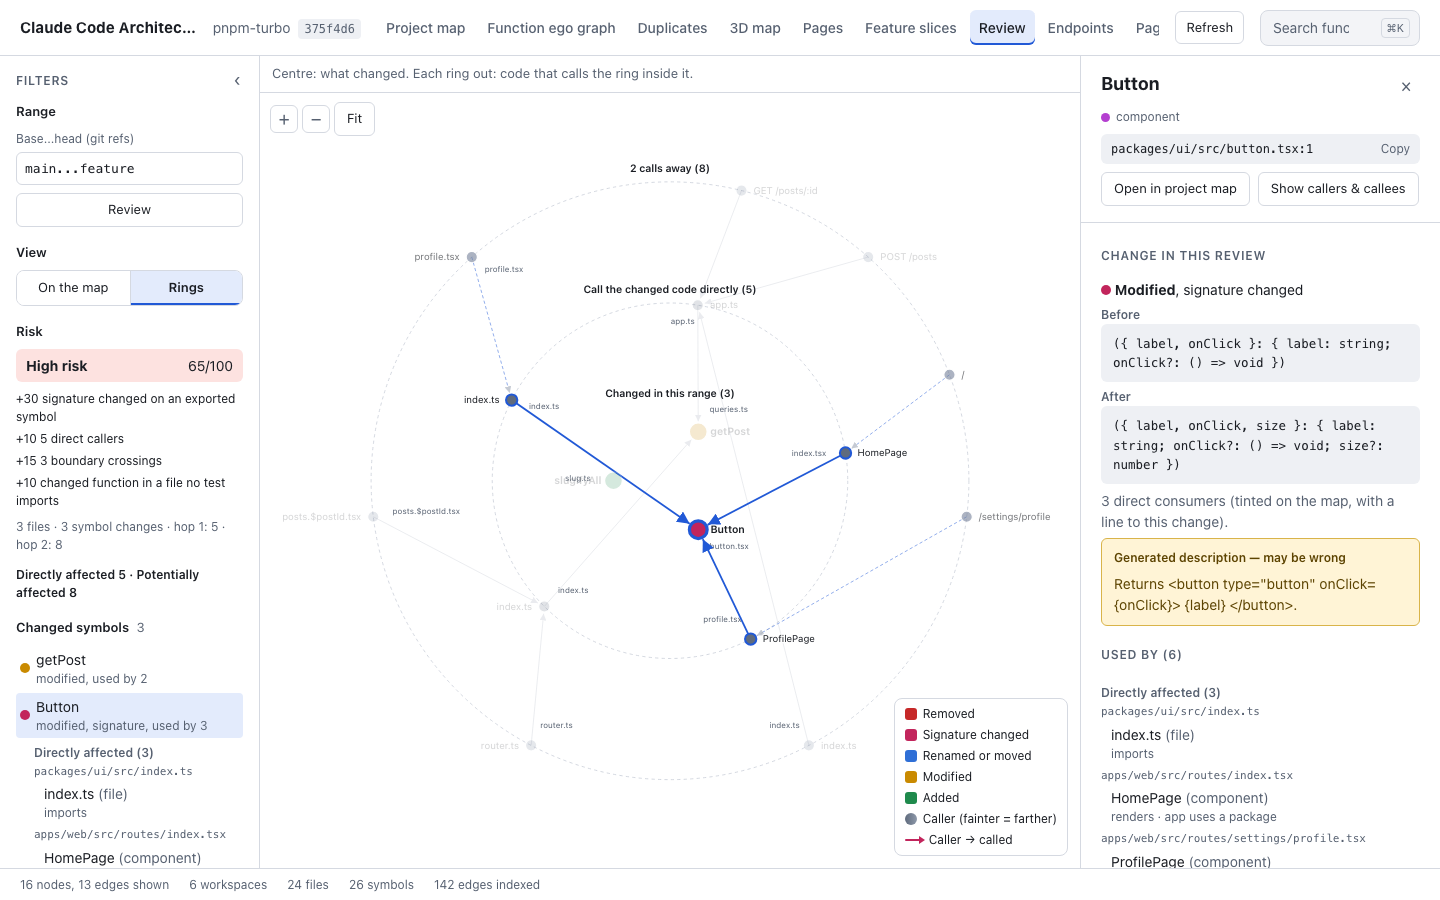 Claude Code Architec...
pnpm-turbo 375f4d6
Project map Function ego graph Duplicates 3D map Pages Feature slices Review Endpoints Pag
Refresh
Search func ⌘K
FILTERS
Range
Base...head (git refs)
main...feature
Review
View
On the map Rings
Risk
High risk 65/100
+30 signature changed on an exported
symbol
+10 5 direct callers
+15 3 boundary crossings
+10 changed function in a file no test
imports
3 files · 3 symbol changes · hop 1: 5 ·
hop 2: 8
Directly affected 5 · Potentially
affected 8
Changed symbols 3
getPost
modified, used by 2
Button
modified, signature, used by 3
Directly affected (3)
packages/ui/src/index.ts
index.ts (file)
imports
apps/web/src/routes/index.tsx
HomePage (component)
Centre: what changed. Each ring out: code that calls the ring inside it.
+ − Fit
2 calls away (8)
GET /posts/:id
profile.tsx
profile.tsx
POST /posts
Call the changed code directly (5)
app.ts
app.ts
/
Changed in this range (3)
index.ts
index.ts
queries.ts
getPost
index.tsx
HomePage
slugifyAll
slug.ts
posts.$postId.tsx
posts.$postId.tsx
/settings/profile
Button
button.tsx
index.ts
index.ts
profile.tsx
ProfilePage
router.ts
router.ts
index.ts
index.ts
Removed
Signature changed
Renamed or moved
Modified
Added
Caller (fainter = farther)
Caller → called
Button
component
packages/ui/src/button.tsx:1 Copy
Open in project map Show callers & callees
CHANGE IN THIS REVIEW
Modified, signature changed
Before
({ label, onClick }: { label: string;
onClick?: () => void })
After
({ label, onClick, size }: { label:
string; onClick?: () => void; size?:
number })
3 direct consumers (tinted on the map, with a
line to this change).
Generated description — may be wrong
Returns <button type="button" onClick=
{onClick}> {label} </button>.
USED BY (6)
Directly affected (3)
packages/ui/src/index.ts
index.ts (file)
imports
apps/web/src/routes/index.tsx
HomePage (component)
renders · app uses a package
apps/web/src/routes/settings/profile.tsx
ProfilePage (component)
16 nodes, 13 edges shown 6 workspaces 24 files 26 symbols 142 edges indexed